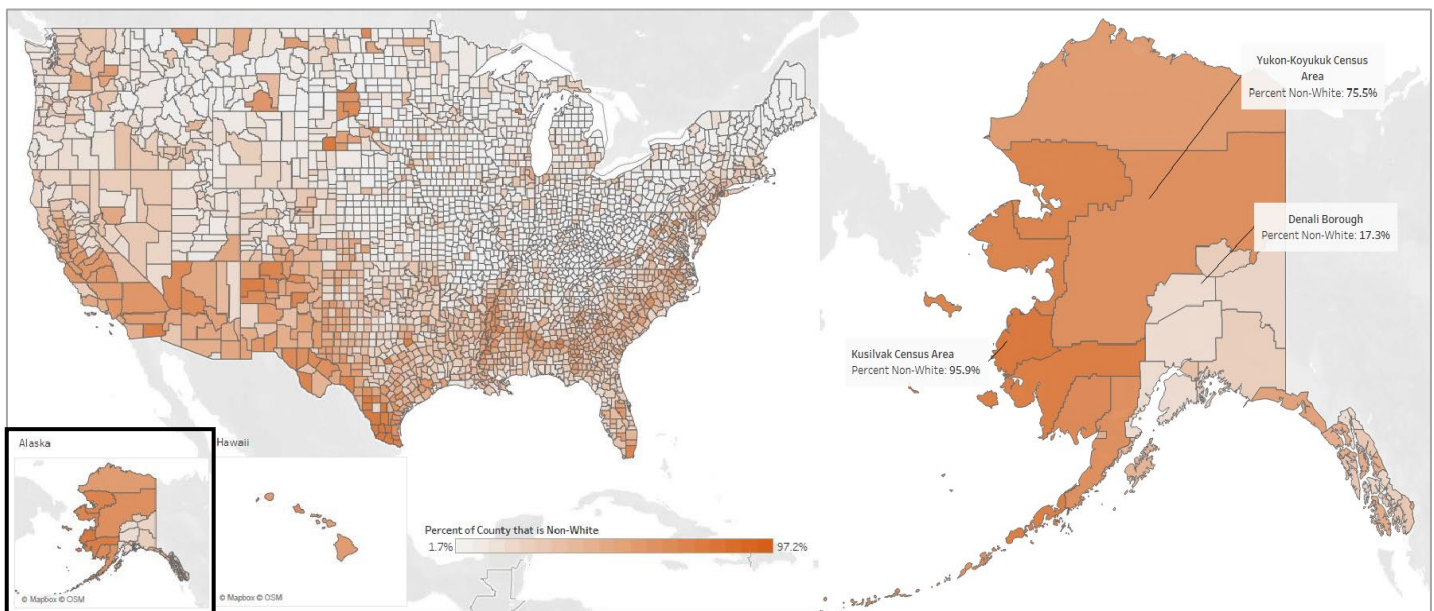 Alaska
Hawaii
© Mapbox © OSM
© Mapbox © OSM
Percent of County that is Non-White
1.7%
97.2%
Yukon-Koyukuk Census
Area
Percent Non-White: 75.5%
Denali Borough
Percent Non-White: 17.3%
Kusilvak Census Area
Percent Non-White: 95.9%